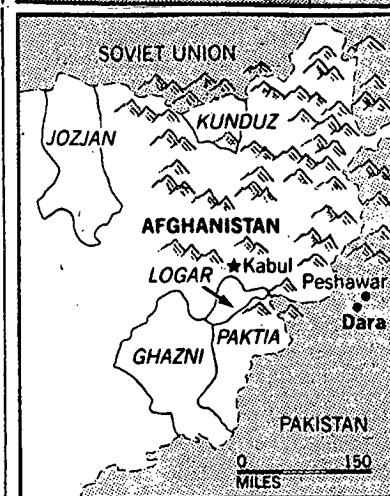 SOVIET UNION
KUNDUZ
JOZJAN
AFGHANISTAN
★Kabul
LOGAR
Peshawar
Dara
PAKTIA
GHAZNI
PAKISTAN
0 150
MILES